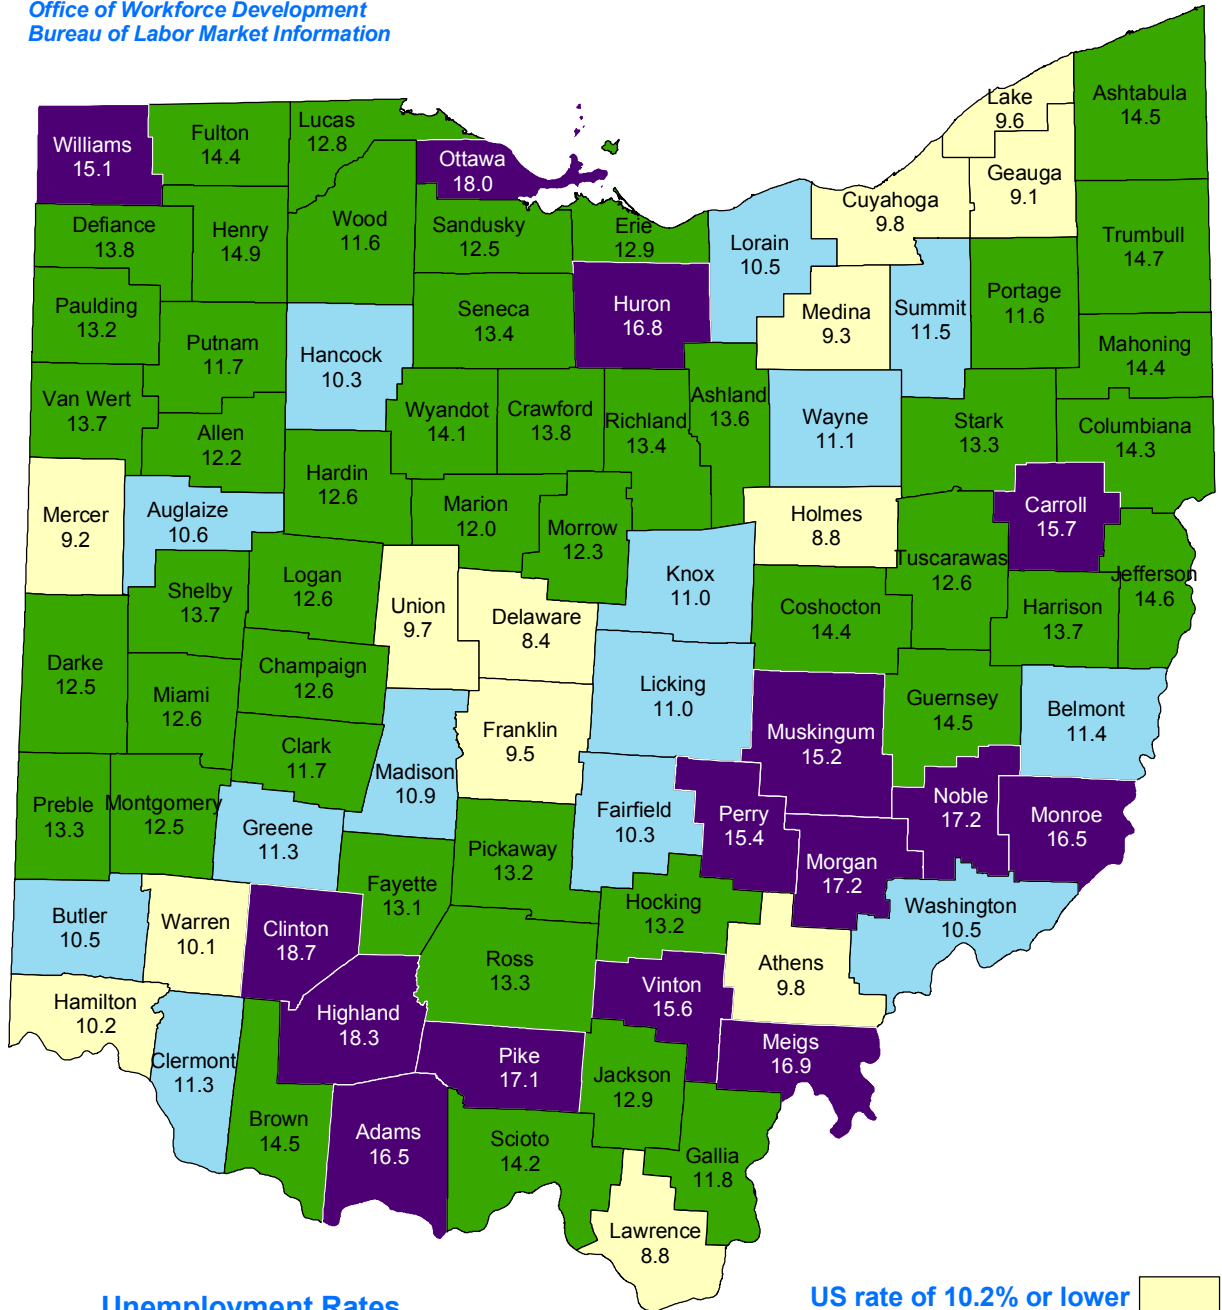 Office of Workforce Development
Bureau of Labor Market Information
Lake
9.6
Ashtabula
14.5
Williams
15.1
Fulton
14.4
Lucas
12.8
Ottawa
18.0
Geauga
9.1
Cuyahoga
9.8
Defiance
13.8
Henry
14.9
Wood
11.6
Sandusky
12.5
Erie
12.9
Lorain
10.5
Trumbull
14.7
Paulding
13.2
Putnam
11.7
Hancock
10.3
Seneca
13.4
Huron
16.8
Medina
9.3
Summit
11.5
Portage
11.6
Mahoning
14.4
Van Wert
13.7
Allen
12.2
Wyandot
14.1
Crawford
13.8
Richland
13.4
Ashland
13.6
Wayne
11.1
Stark
13.3
Columbiana
14.3
Mercer
9.2
Auglaize
10.6
Hardin
12.6
Marion
12.0
Morrow
12.3
Holmes
8.8
Carroll
15.7
Tuscarawas
12.6
Jefferson
14.6
Shelby
13.7
Logan
12.6
Union
9.7
Delaware
8.4
Knox
11.0
Coshocton
14.4
Harrison
13.7
Darke
12.5
Miami
12.6
Champaign
12.6
Licking
11.0
Muskingum
15.2
Guernsey
14.5
Belmont
11.4
Clark
11.7
Madison
10.9
Franklin
9.5
Preble
13.3
Montgomery
12.5
Greene
11.3
Fairfield
10.3
Perry
15.4
Noble
17.2
Monroe
16.5
Pickaway
13.2
Morgan
17.2
Fayette
13.1
Hocking
13.2
Washington
10.5
Butler
10.5
Warren
10.1
Clinton
18.7
Ross
13.3
Athens
9.8
Vinton
15.6
Hamilton
10.2
Highland
18.3
Meigs
16.9
Clermont
11.3
Pike
17.1
Jackson
12.9
Brown
14.5
Adams
16.5
Scioto
14.2
Gallia
11.8
Lawrence
8.8
Unemployment Rates
US rate of 10.2% or lower